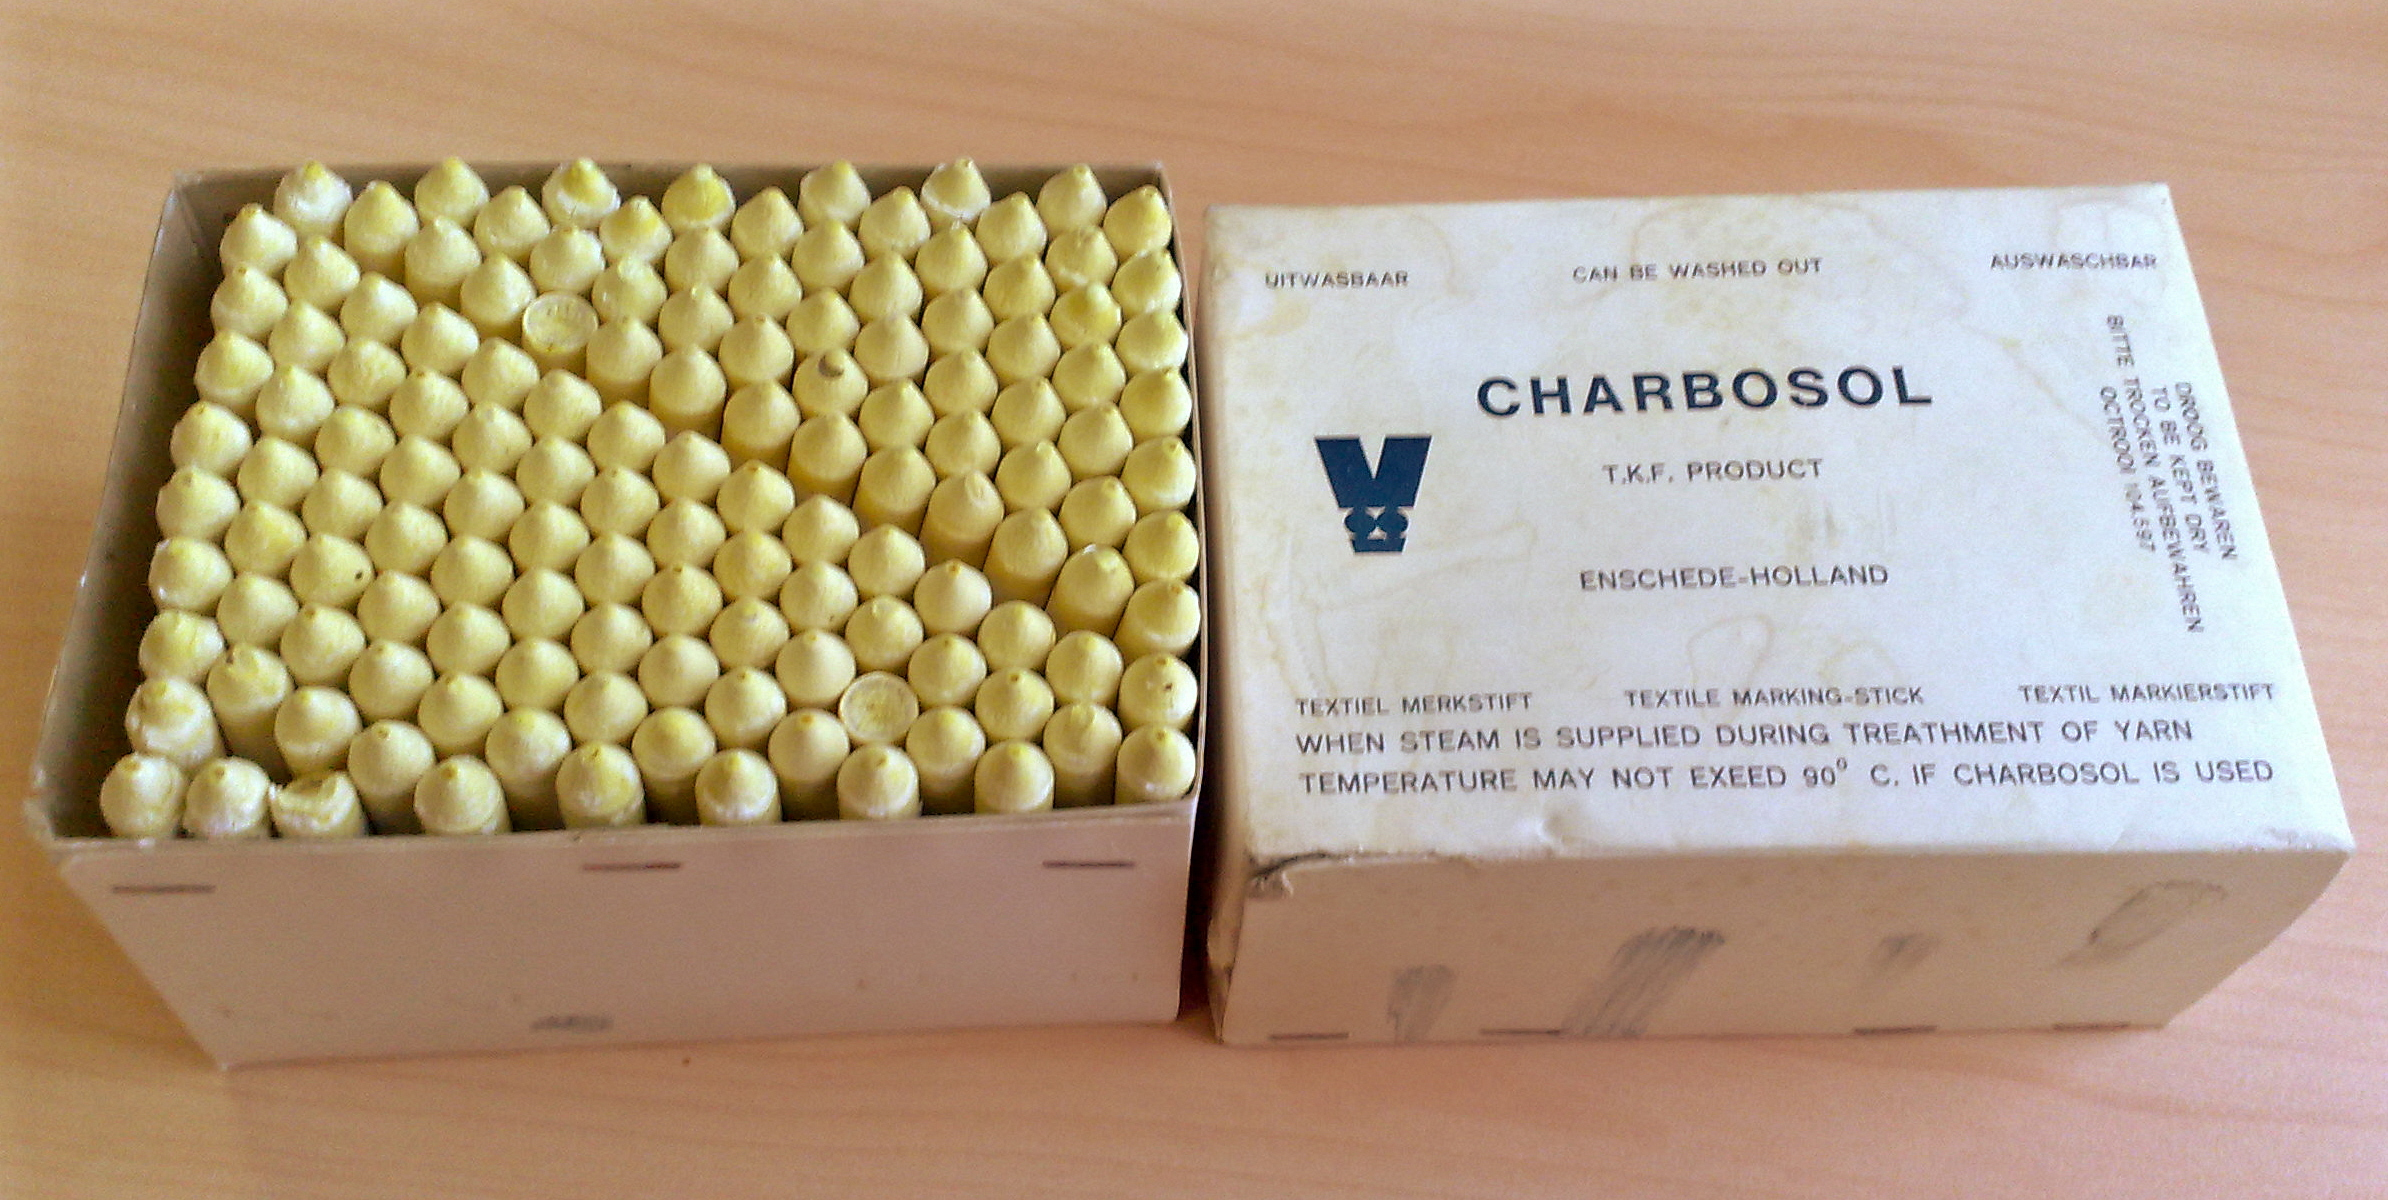 UITWASBAAR CAN BE WASHED OUT AUSWASCHBAR
CHARBOSOL
T.K.F. PRODUCT
ENSCHEDE-HOLLAND
DROOG BEWAREN
TO BE KEPT DRY
BITTE TROCKEN AUFBEWAHREN
OCTROOI 104.597
TEXTIEL MERKSTIFT TEXTILE MARKING-STICK TEXTIL MARKIERSTIFT
WHEN STEAM IS SUPPLIED DURING TREATHMENT OF YARN
TEMPERATURE MAY NOT EXEED 90° C. IF CHARBOSOL IS USED